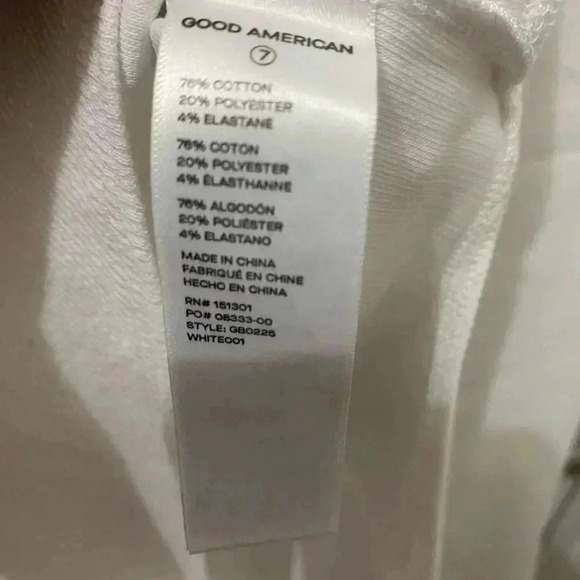 GOOD AMERICAN
7
76% COTTON
20% POLYESTER
4% ELASTANE
76% COTON
20% POLYESTER
4% ÉLASTHANNE
76% ALGODÓN
20% POLIÉSTER
4% ELASTANO
MADE IN CHINA
FABRIQUÉ EN CHINE
HECHO EN CHINA
RN# 151301
PO# 08333-00
STYLE: GB0225
WHITE001